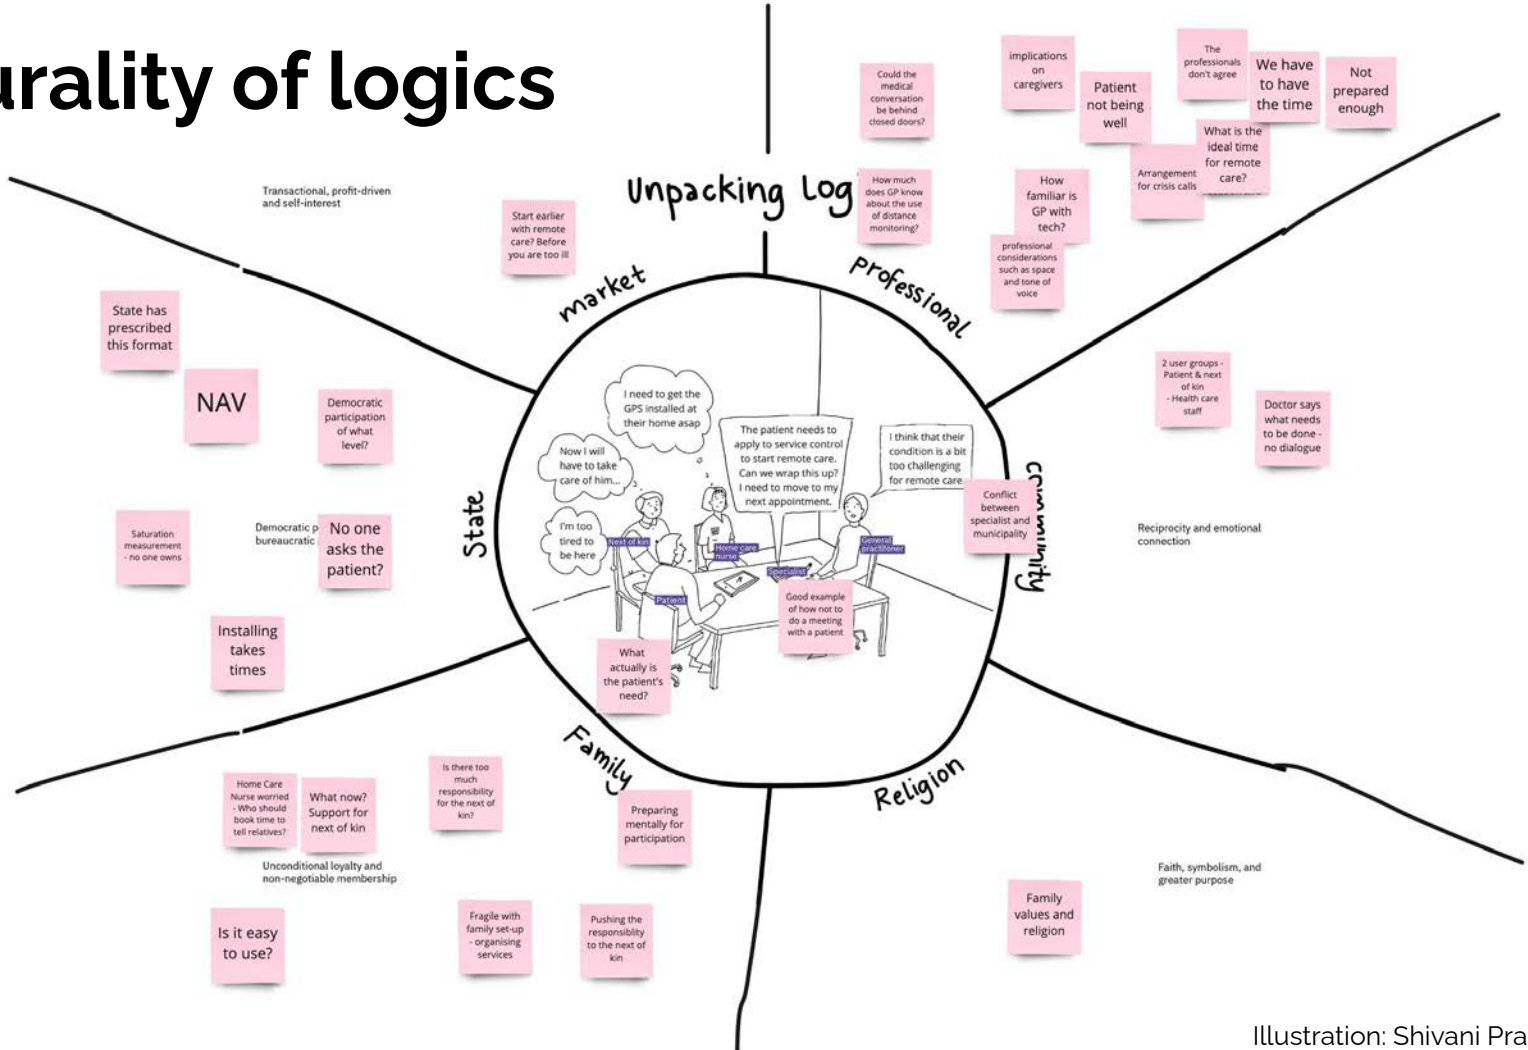 urality of logics
Unpacking Log
Transactional, profit-driven
and self-interest
Start earlier
with remote
care? Before
you are too ill
market
Could the
medical
conversation
be behind
closed doors?
How much
does GP know
about the use
of distance
monitoring?
implications
on
caregivers
Patient
not being
well
The
professionals
don't agree
We have
to have
the time
Not
prepared
enough
What is the
ideal time
for remote
care?
Arrangement
for crisis calls
How
familiar is
GP with
tech?
professional
considerations
such as space
and tone of
voice
professional
State has
prescribed
this format
NAV
Democratic
participation
of what
level?
Saturation
measurement
- no one owns
Democratic p
bureaucratic
No one
asks the
patient?
Installing
takes
times
State
I need to get the
GPS installed at
their home asap
Now I will
have to take
care of him...
I'm too
tired to
be here
The patient needs to
apply to service control
to start remote care.
Can we wrap this up?
I need to move to my
next appointment.
I think that their
condition is a bit
too challenging
for remote care
Next of kin
Home care
nurse
General
practitioner
Specialist
Patient
Good example
of how not to
do a meeting
with a patient
What
actually is
the patient's
need?
Conflict
between
specialist and
municipality
community
2 user groups -
Patient & next
of kin
- Health care
staff
Doctor says
what needs
to be done -
no dialogue
Reciprocity and emotional
connection
Family
Home Care
Nurse worried
- Who should
book time to
tell relatives?
What now?
Support for
next of kin
Is there too
much
responsibility
for the next of
kin?
Preparing
mentally for
participation
Unconditional loyalty and
non-negotiable membership
Is it easy
to use?
Fragile with
family set-up
- organising
services
Pushing the
responsiblity
to the next of
kin
Religion
Faith, symbolism, and
greater purpose
Family
values and
religion
Illustration: Shivani Pra